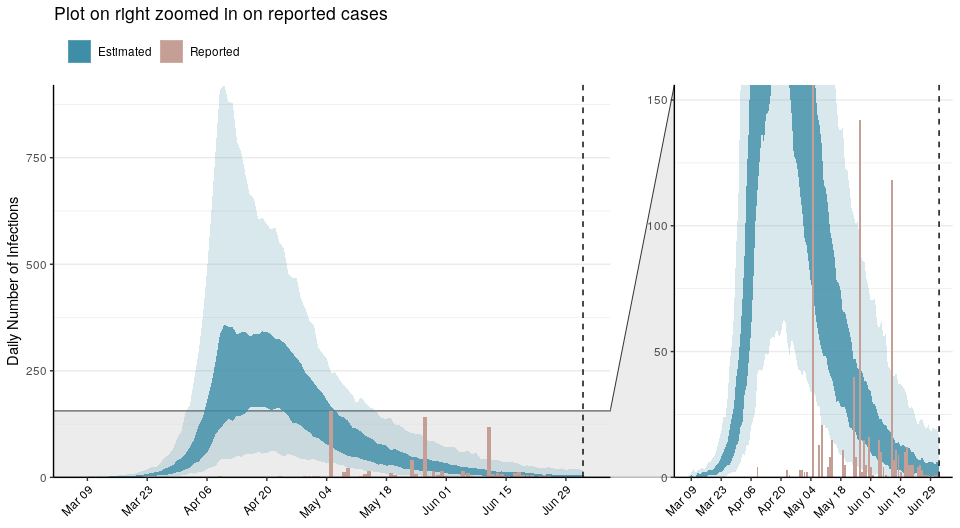 Plot on right zoomed in on reported cases
Estimated Reported
Daily Number of Infections
750
500
250
0
Mar 09 Mar 23 Apr 06 Apr 20 May 04 May 18 Jun 01 Jun 15 Jun 29
150
100
50
0
Mar 09 Mar 23 Apr 06 Apr 20 May 04 May 18 Jun 01 Jun 15 Jun 29